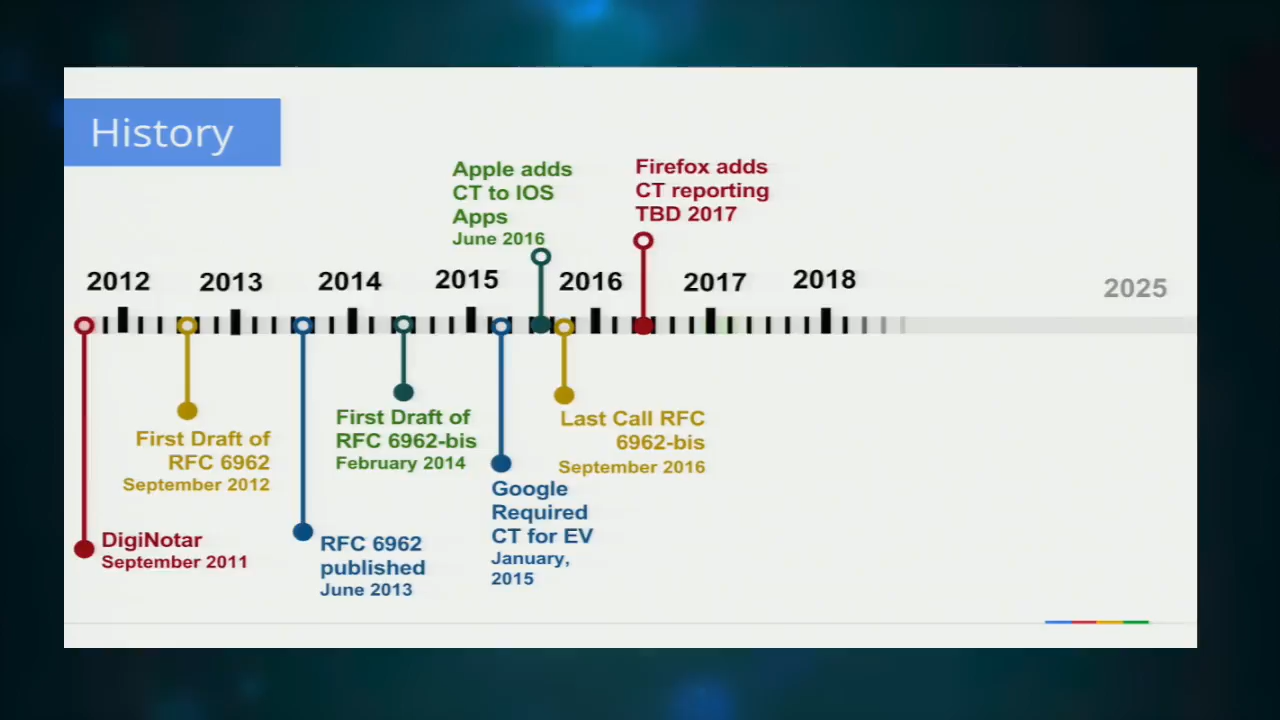 History
Apple adds
CT to IOS
Apps
June 2016
Firefox adds
CT reporting
TBD 2017
2012
2013
2014
2015
2016
2017
2018
2025
First Draft of
RFC 6962
September 2012
First Draft of
RFC 6962-bis
February 2014
Last Call RFC
6962-bis
September 2016
DigiNotar
September 2011
RFC 6962
published
June 2013
Google
Required
CT for EV
January,
2015